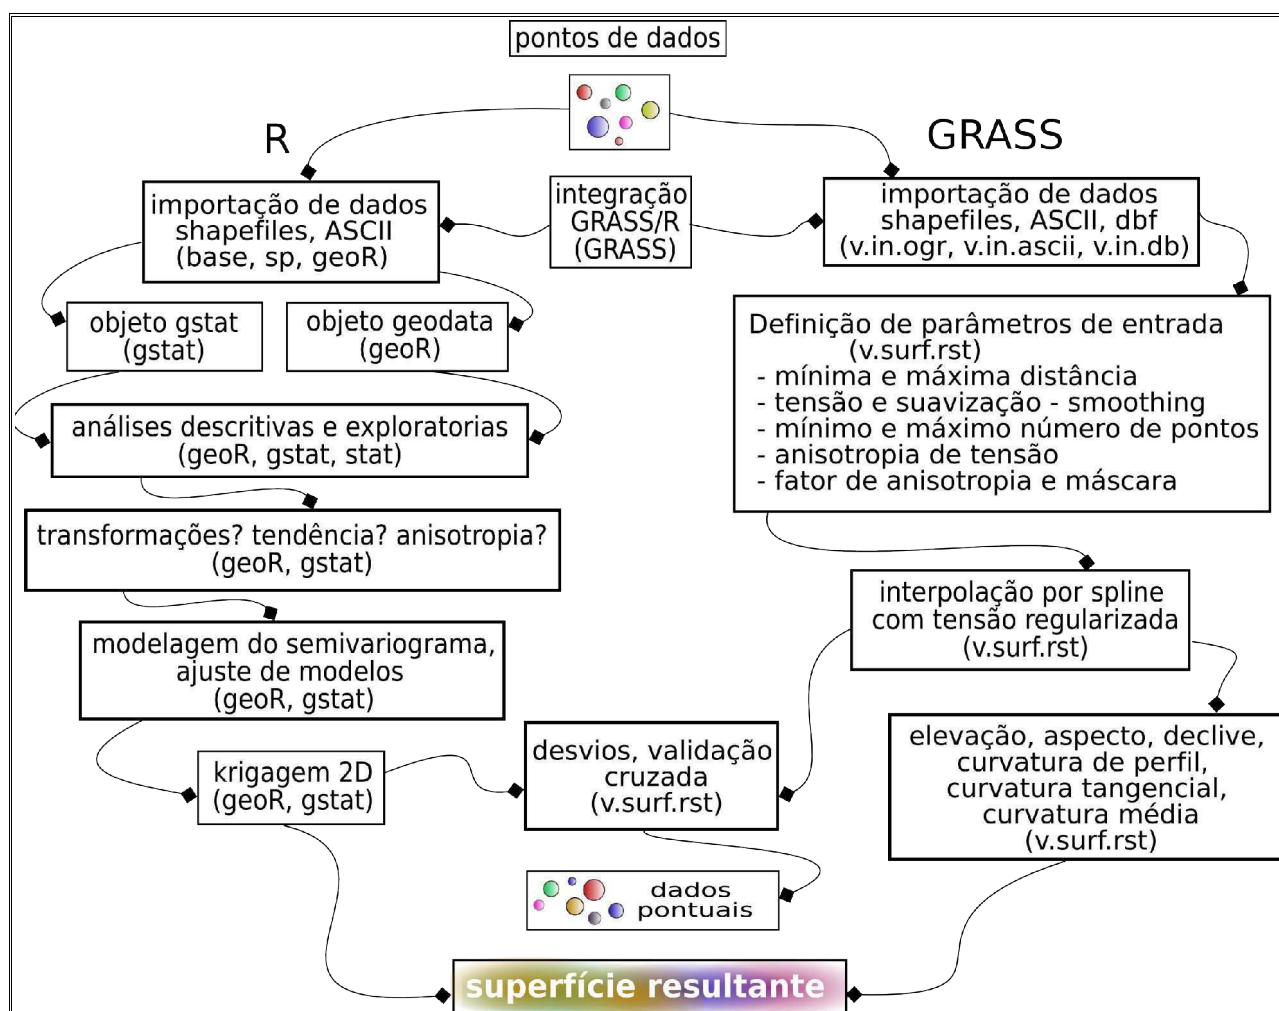 pontos de dados
R
GRASS
importação de dados
shapefiles, ASCII
(base, sp, geoR)
integração
GRASS/R
(GRASS)
importação de dados
shapefiles, ASCII, dbf
(v.in.ogr, v.in.ascii, v.in.db)
objeto gstat
(gstat)
objeto geodata
(geoR)
Definição de parâmetros de entrada
(v.surf.rst)
- mínima e máxima distância
- tensão e suavização - smoothing
- mínimo e máximo número de pontos
- anisotropia de tensão
- fator de anisotropia e máscara
análises descritivas e exploratorias
(geoR, gstat, stat)
transformações? tendência? anisotropia?
(geoR, gstat)
interpolação por spline
com tensão regularizada
(v.surf.rst)
modelagem do semivariograma,
ajuste de modelos
(geoR, gstat)
krigagem 2D
(geoR, gstat)
desvios, validação
cruzada
(v.surf.rst)
elevação, aspecto, declive,
curvatura de perfil,
curvatura tangencial,
curvatura média
(v.surf.rst)
dados
pontuais
superfície resultante